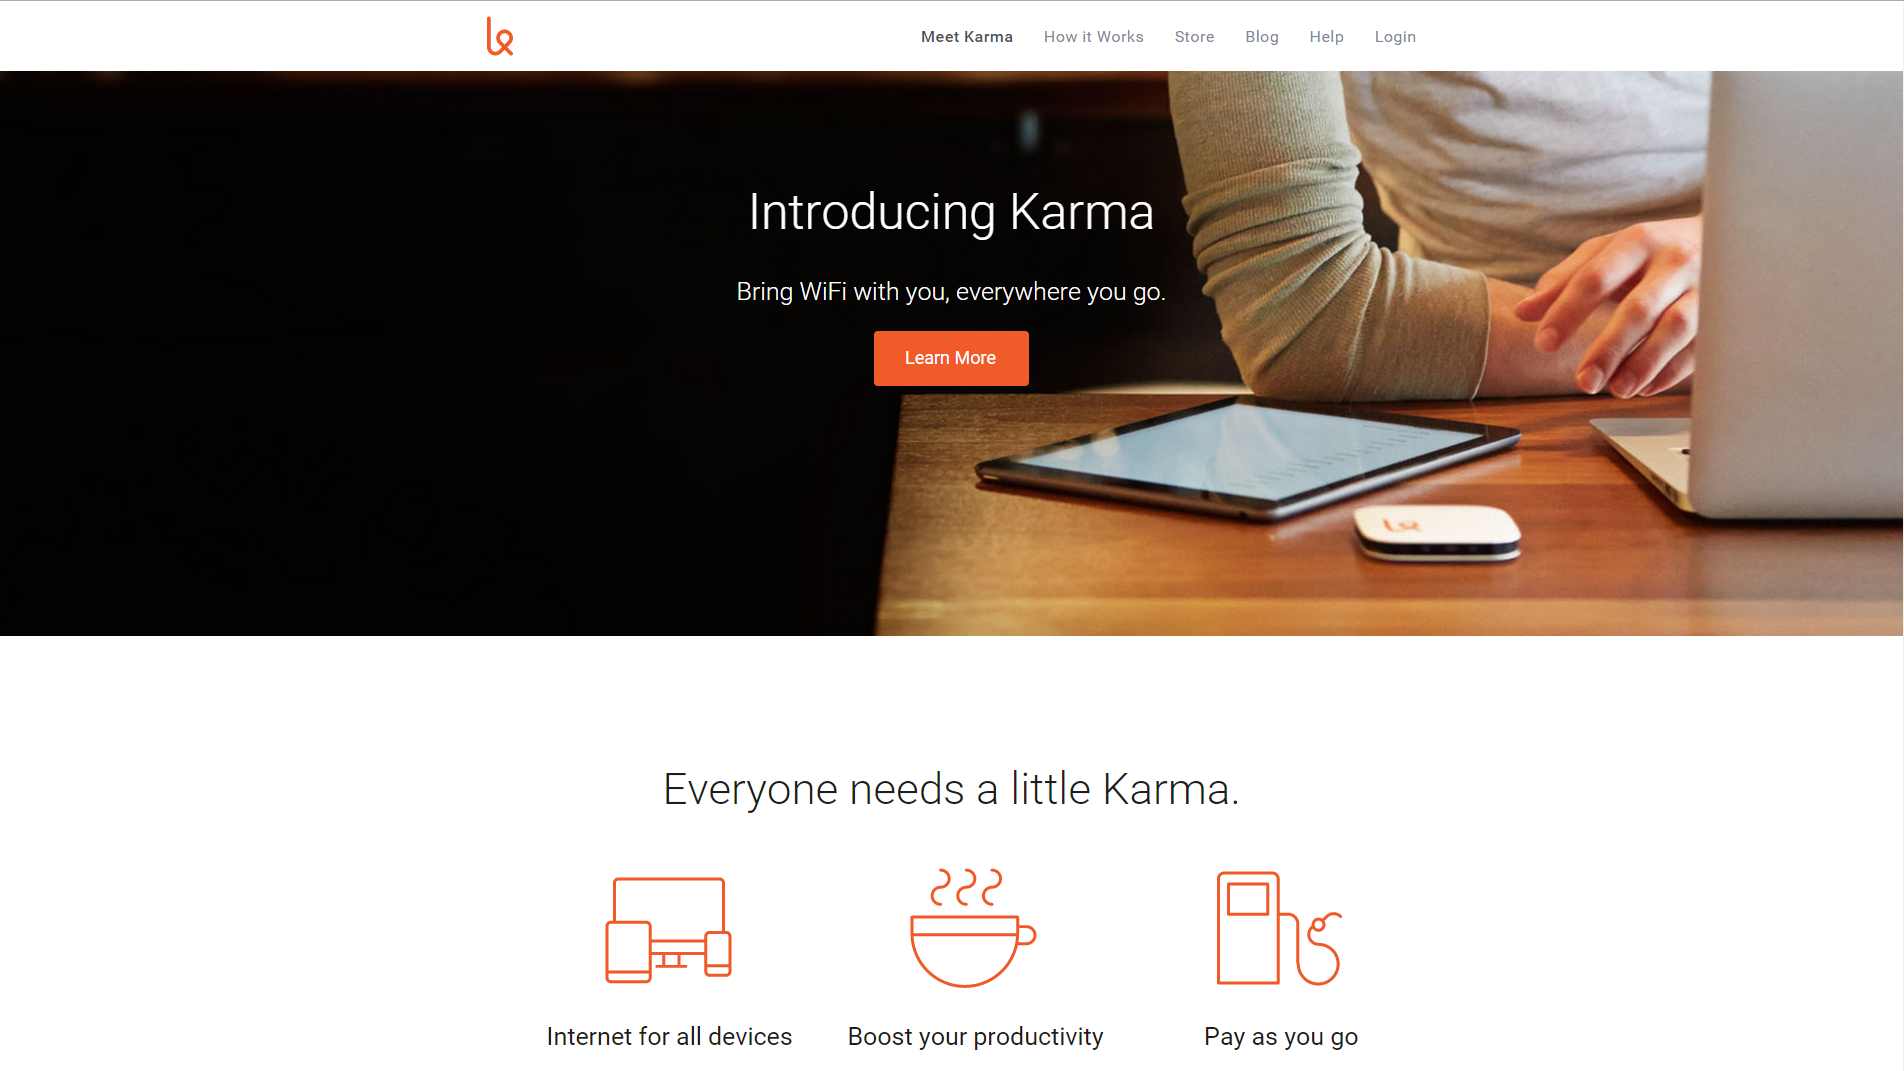 Meet Karma
How it Works
Store
Blog
Help
Login
Introducing Karma
Bring WiFi with you, everywhere you go.
Learn More
Everyone needs a little Karma.
Internet for all devices
Boost your productivity
Pay as you go